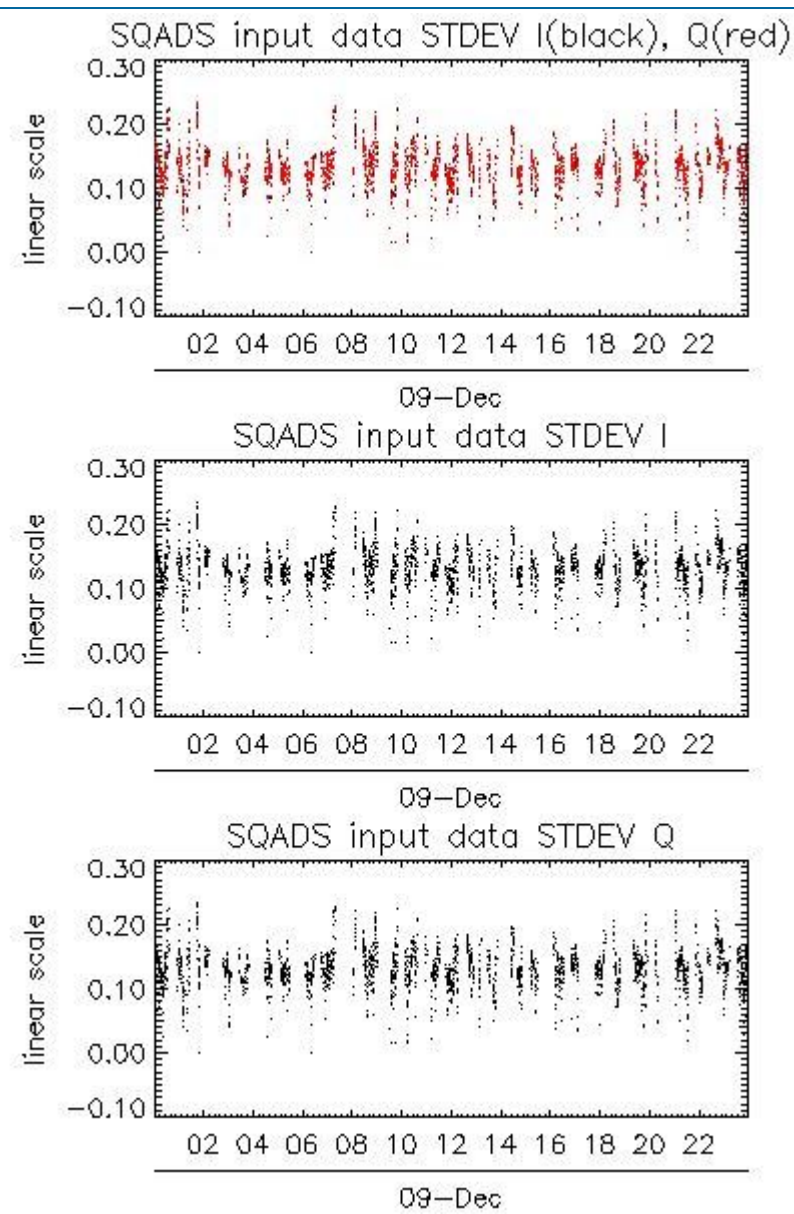 SQADS input data STDEV I(black), Q(red)
0.30
0.20
0.10
0.00
−0.10
linear scale
02 04 06 08 10 12 14 16 18 20 22
09−Dec
SQADS input data STDEV I
0.30
0.20
0.10
0.00
−0.10
linear scale
02 04 06 08 10 12 14 16 18 20 22
09−Dec
SQADS input data STDEV Q
0.30
0.20
0.10
0.00
−0.10
linear scale
02 04 06 08 10 12 14 16 18 20 22
09−Dec